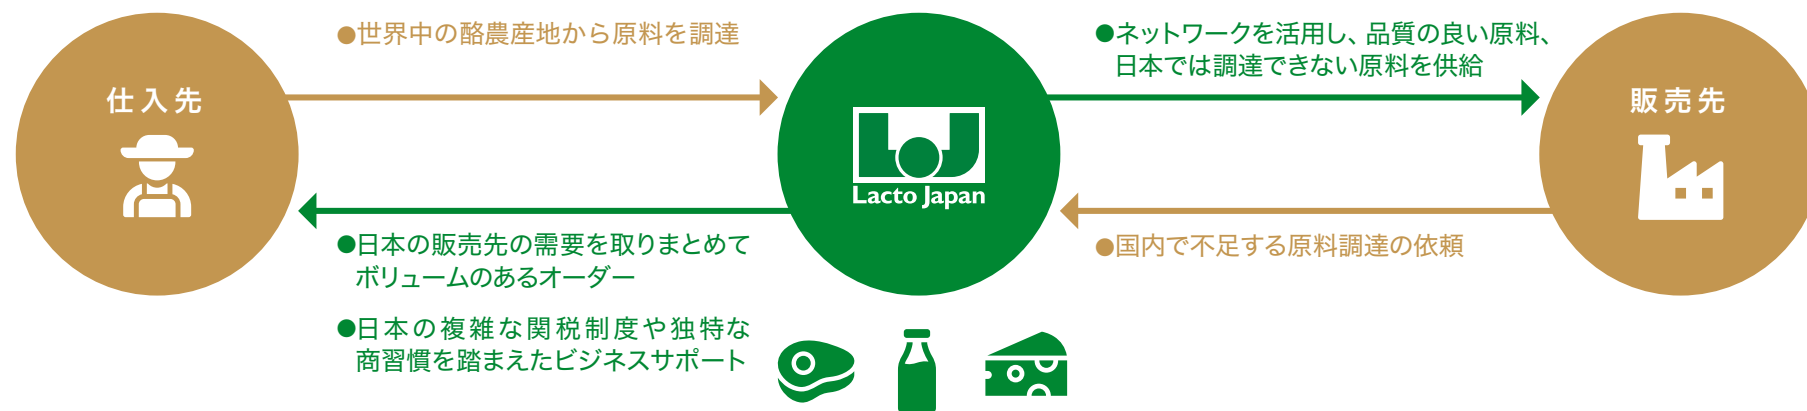 仕入先
●世界中の酪農産地から原料を調達
●日本の販売先の需要を取りまとめて
ボリュームのあるオーダー
●日本の複雑な関税制度や独特な
商習慣を踏まえたビジネスサポート
Lacto Japan
●ネットワークを活用し、品質の良い原料、
日本では調達できない原料を供給
●国内で不足する原料調達の依頼
販売先